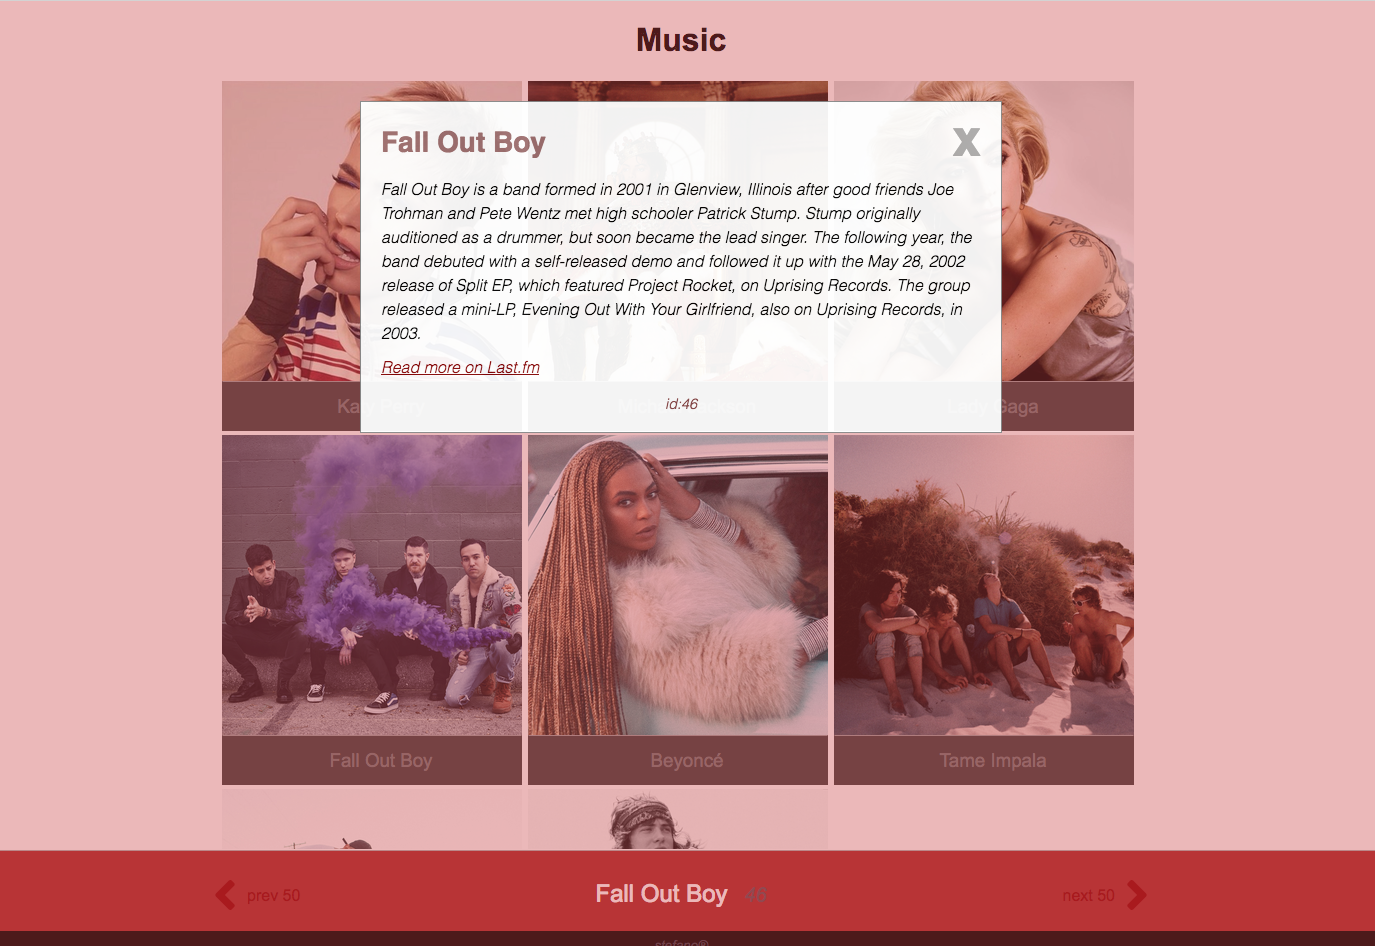 Music
Fall Out Boy
X
Fall Out Boy is a band formed in 2001 in Glenview, Illinois after good friends Joe
Trohman and Pete Wentz met high schooler Patrick Stump. Stump originally
auditioned as a drummer, but soon became the lead singer. The following year, the
band debuted with a self-released demo and followed it up with the May 28, 2002
release of Split EP, which featured Project Rocket, on Uprising Records. The group
released a mini-LP, Evening Out With Your Girlfriend, also on Uprising Records, in
2003.
Read more on Last.fm
id:46
Katy Perry
Lady Gaga
Fall Out Boy
Beyoncé
Tame Impala
prev 50
Fall Out Boy 46
next 50
stefano®